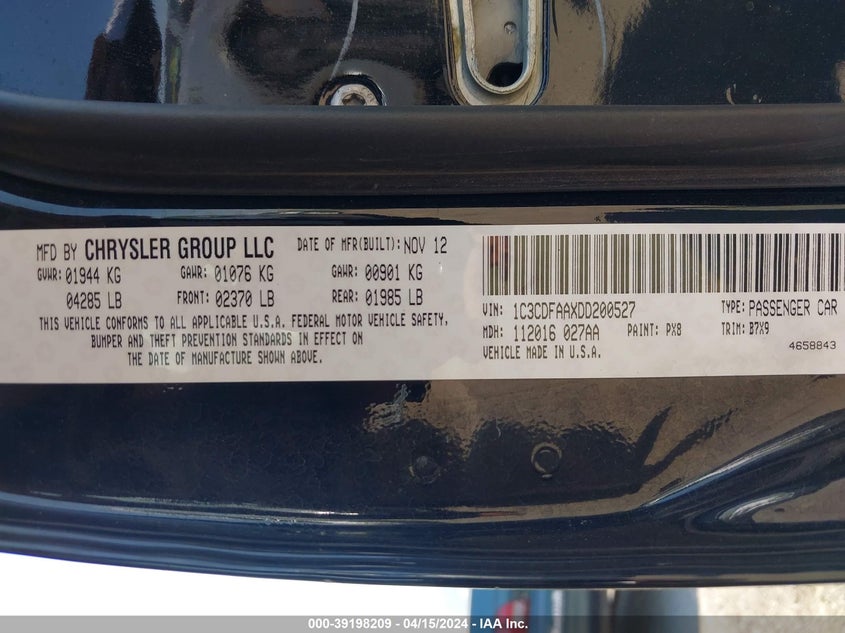 MFD BY CHRYSLER GROUP LLC DATE OF MFR(BUILT): NOV 12
GVWR: 01944 KG GAWR: 01076 KG GAWR: 00901 KG
04285 LB FRONT: 02370 LB REAR: 01985 LB
THIS VEHICLE CONFORMS TO ALL APPLICABLE U.S.A. FEDERAL MOTOR VEHICLE SAFETY,
BUMPER AND THEFT PREVENTION STANDARDS IN EFFECT ON
THE DATE OF MANUFACTURE SHOWN ABOVE.
VIN: 1C3CDFAAXDD200527 TYPE: PASSENGER CAR
MDH: 112016 027AA PAINT: PX8 TRIM: B7X9
VEHICLE MADE IN U.S.A. 4658843
000-39198209 - 04/15/2024 - IAA Inc.